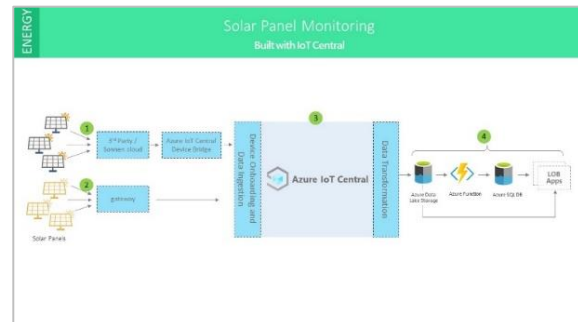 ENERGY
Solar Panel Monitoring
Built with IoT Central
1
3rd Party /
Screen cloud
Azure IoT Central
Device Bridge
2
gateway
Solar Panels
3
Device Onboarding and
Data Ingestion
Azure IoT Central
Data Transformation
4
Azure Data
Lake Storage
Azure Function
Azure SQL DB
LOB
Apps